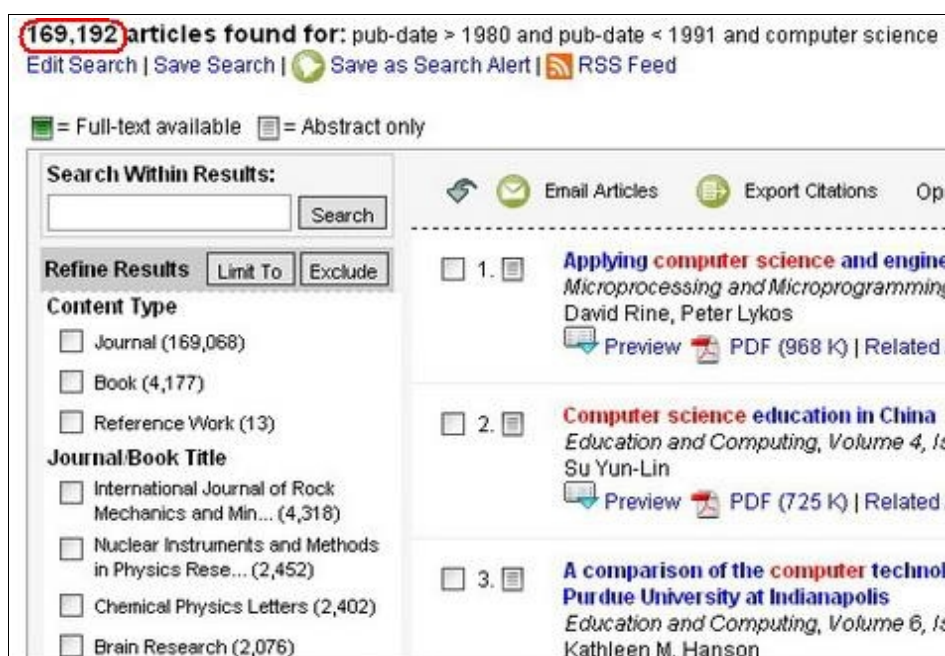 169,192 articles found for: pub-date > 1980 and pub-date < 1991 and computer science
Edit Search | Save Search | Save as Search Alert | RSS Feed
= Full-text available = Abstract only
Search Within Results:
Search
Refine Results Limit To Exclude
Content Type
Journal (169,068)
Book (4,177)
Reference Work (13)
Journal/Book Title
International Journal of Rock
Mechanics and Min... (4,318)
Nuclear Instruments and Methods
in Physics Rese... (2,452)
Chemical Physics Letters (2,402)
Brain Research (2,076)
Email Articles Export Citations Op
1. Applying computer science and engine
Microprocessing and Microprogramming
David Rine, Peter Lykos
Preview PDF (968 K) | Related
2. Computer science education in China
Education and Computing, Volume 4, Is
Su Yun-Lin
Preview PDF (725 K) | Related
3. A comparison of the computer technol
Purdue University at Indianapolis
Education and Computing, Volume 6, Is
Kathleen M. Hanson